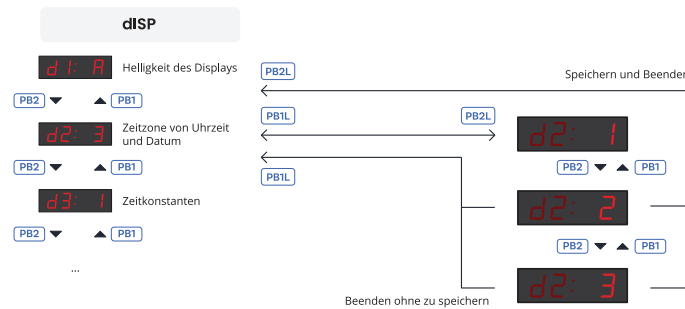 dISP
d1: A
Helligkeit des Displays
PB2L
Speichern und Beenden
PB2 PB1
PB1L
PB2L
d2: 3
Zeitzone von Uhrzeit
und Datum
d2: 1
PB2 PB1
PB1L
PB2 PB1
d3: 1
Zeitkonstanten
d2: 2
PB2 PB1
PB2 PB1
...
d2: 3
Beenden ohne zu speichern